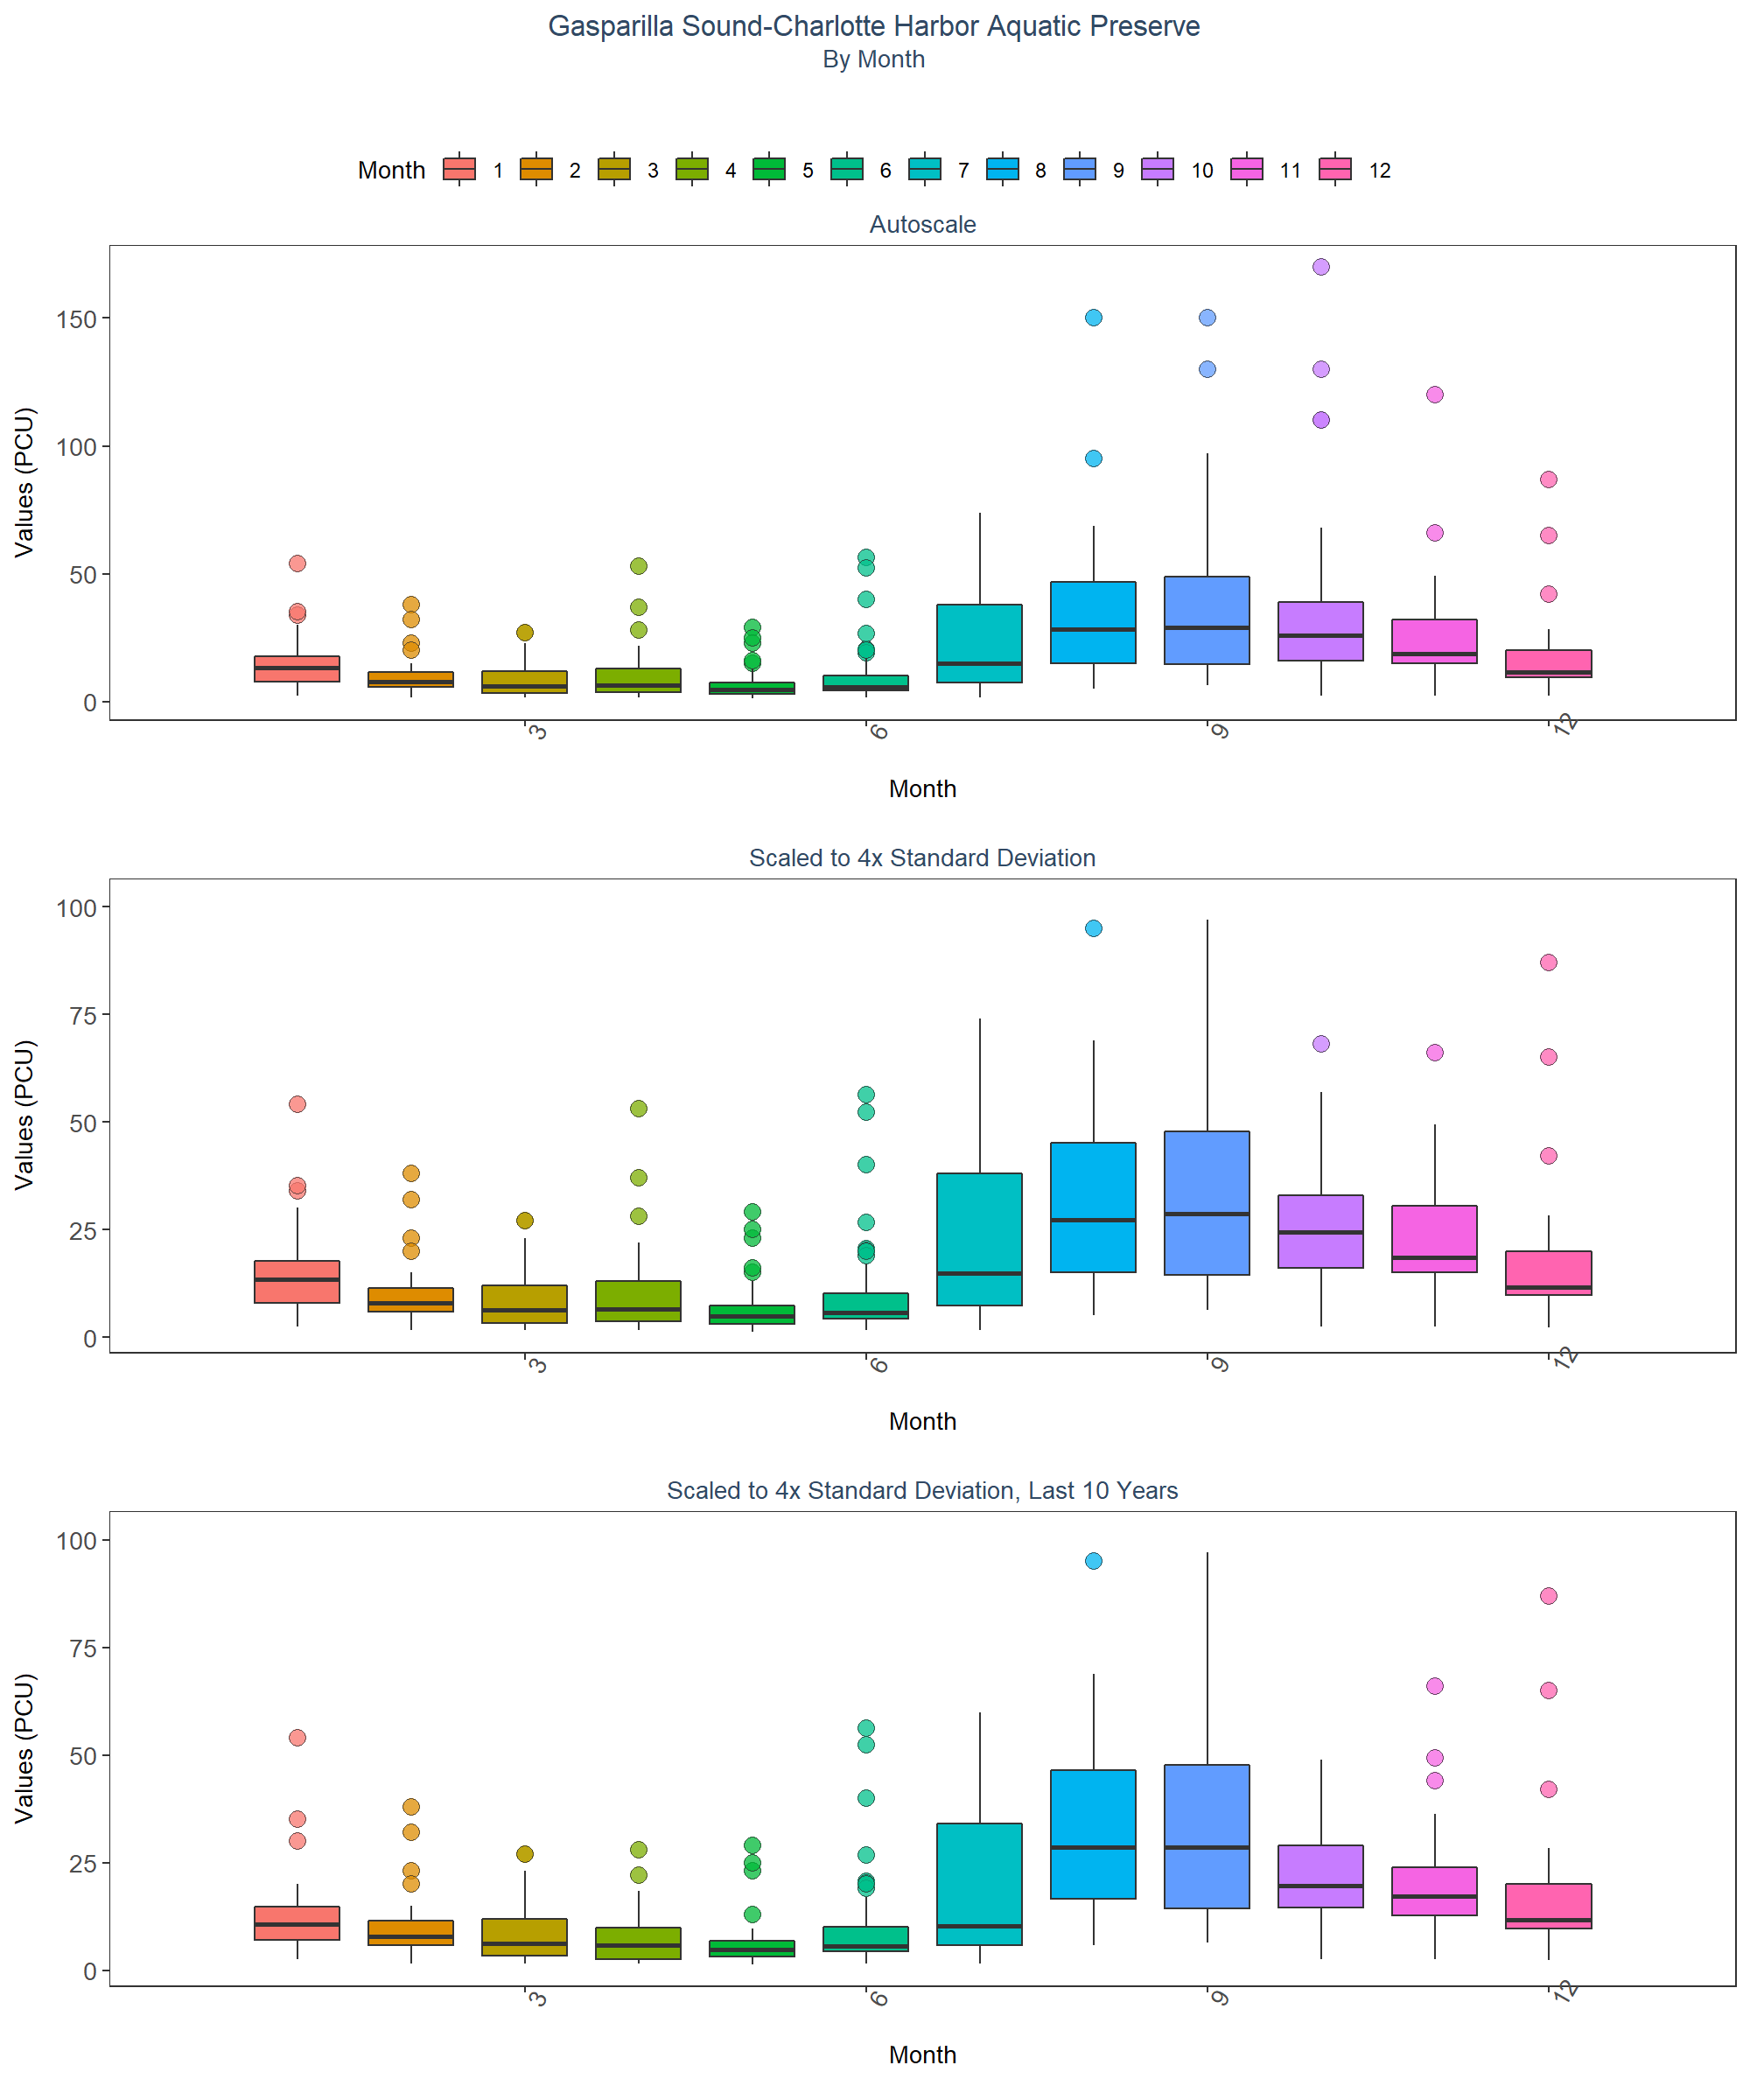 Gasparilla Sound-Charlotte Harbor Aquatic Preserve
By Month
Month 1 2 3 4 5 6 7 8 9 10 11 12
Autoscale
Values (PCU)
150
100
50
0
3 6 9 12
Month
Scaled to 4x Standard Deviation
Values (PCU)
100
75
50
25
0
3 6 9 12
Month
Scaled to 4x Standard Deviation, Last 10 Years
Values (PCU)
100
75
50
25
0
3 6 9 12
Month